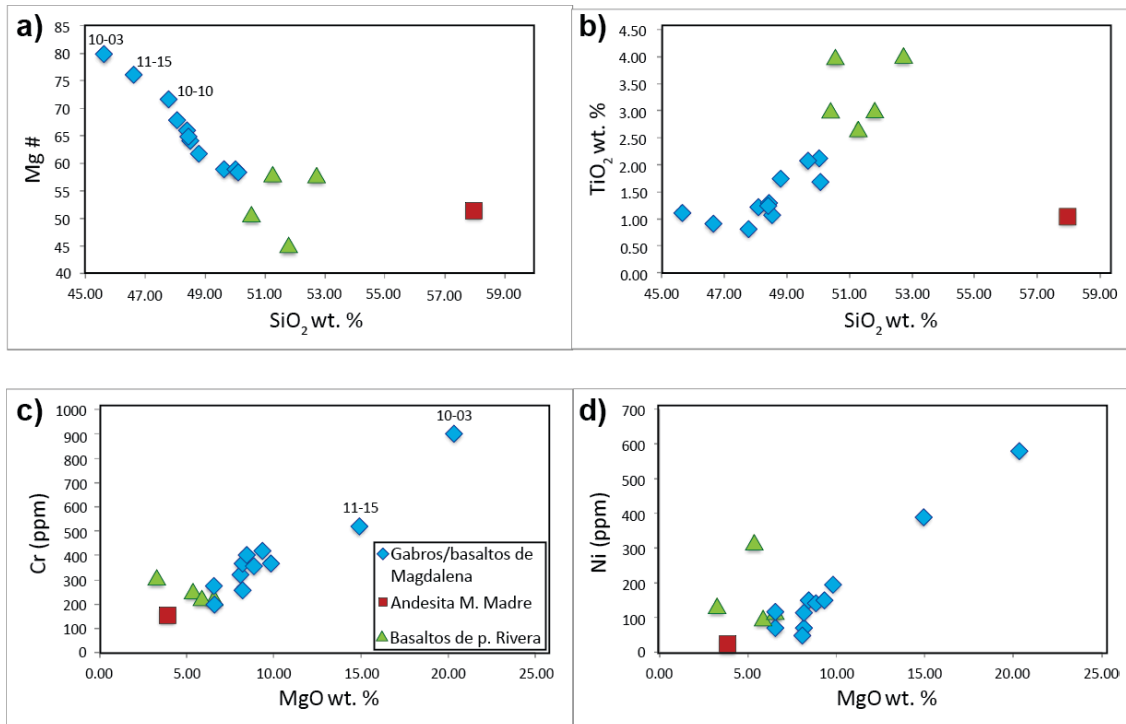 a)
85
80
75
70
65
60
55
50
45
40
Mg #
10-03
11-15
10-10
45.00 47.00 49.00 51.00 53.00 55.00 57.00 59.00
SiO₂ wt. %
b)
4.50
4.00
3.50
3.00
2.50
2.00
1.50
1.00
0.50
0.00
TiO₂ wt. %
45.00 47.00 49.00 51.00 53.00 55.00 57.00 59.00
SiO₂ wt. %
c)
1000
900
800
700
600
500
400
300
200
100
0
Cr (ppm)
10-03
11-15
Gabros/basaltos de
Magdalena
Andesita M. Madre
Basaltos de p. Rivera
0.00 5.00 10.00 15.00 20.00 25.00
MgO wt. %
d)
700
600
500
400
300
200
100
0
Ni (ppm)
0.00 5.00 10.00 15.00 20.00 25.00
MgO wt. %